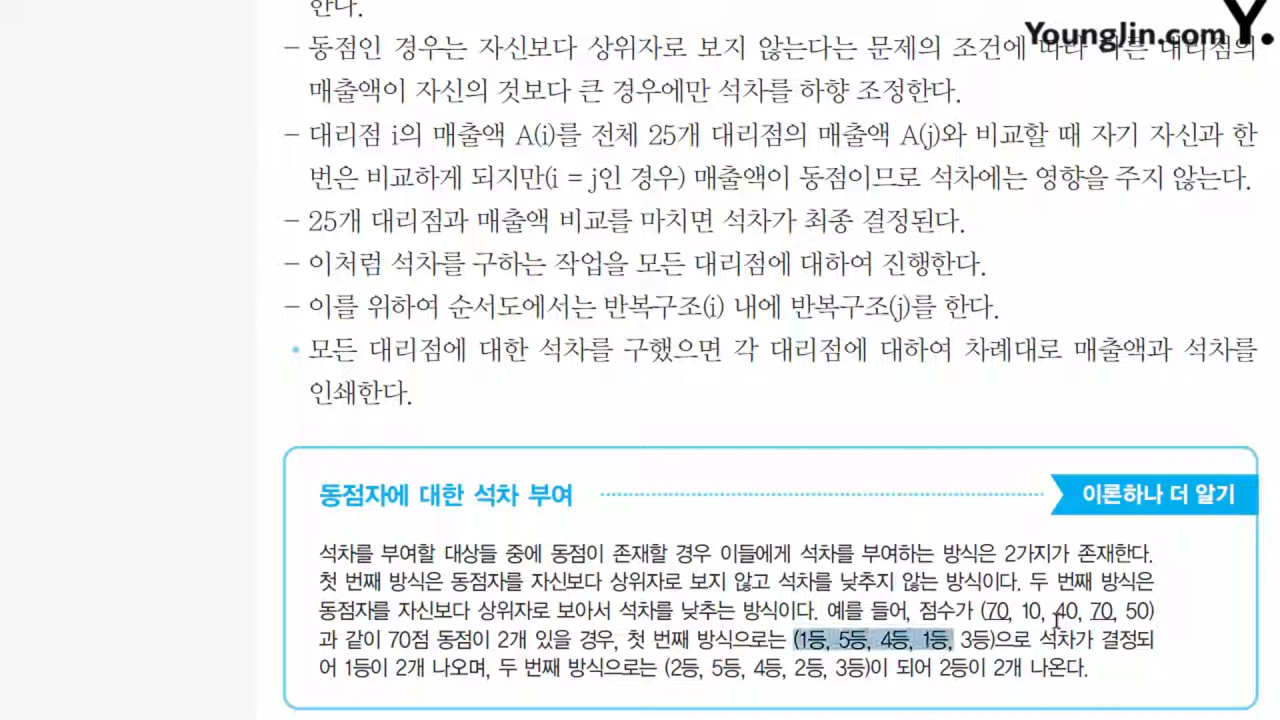 한다.
YoungJin.com Y.
– 동점인 경우는 자신보다 상위자로 보지 않는다는 문제의 조건에 따라 다른 대리점의
매출액이 자신의 것보다 큰 경우에만 석차를 하향 조정한다.
– 대리점 i의 매출액 A(i)를 전체 25개 대리점의 매출액 A(j)와 비교할 때 자기 자신과 한
번은 비교하게 되지만(i = j인 경우) 매출액이 동점이므로 석차에는 영향을 주지 않는다.
– 25개 대리점과 매출액 비교를 마치면 석차가 최종 결정된다.
– 이처럼 석차를 구하는 작업을 모든 대리점에 대하여 진행한다.
– 이를 위하여 순서도에서는 반복구조(i) 내에 반복구조(j)를 한다.
• 모든 대리점에 대한 석차를 구했으면 각 대리점에 대하여 차례대로 매출액과 석차를
인쇄한다.
동점자에 대한 석차 부여
이론하나 더 알기
석차를 부여할 대상들 중에 동점이 존재할 경우 이들에게 석차를 부여하는 방식은 2가지가 존재한다.
첫 번째 방식은 동점자를 자신보다 상위자로 보지 않고 석차를 낮추지 않는 방식이다. 두 번째 방식은
동점자를 자신보다 상위자로 보아서 석차를 낮추는 방식이다. 예를 들어, 점수가 (70, 10, 40, 70, 50)
과 같이 70점 동점이 2개 있을 경우, 첫 번째 방식으로는 (1등, 5등, 4등, 1등, 3등)으로 석차가 결정되
어 1등이 2개 나오며, 두 번째 방식으로는 (2등, 5등, 4등, 2등, 3등)이 되어 2등이 2개 나온다.